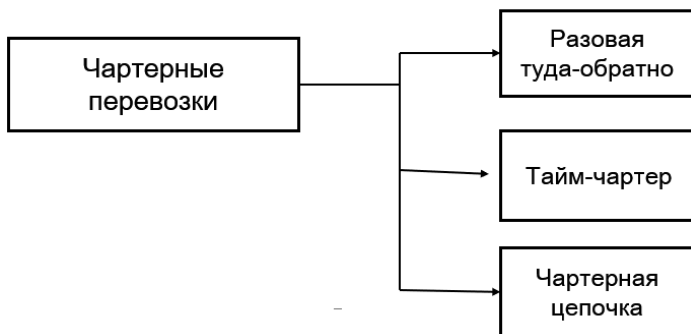 Чартерные
перевозки
Разовая
туда-обратно
Тайм-чартер
Чартерная
цепочка